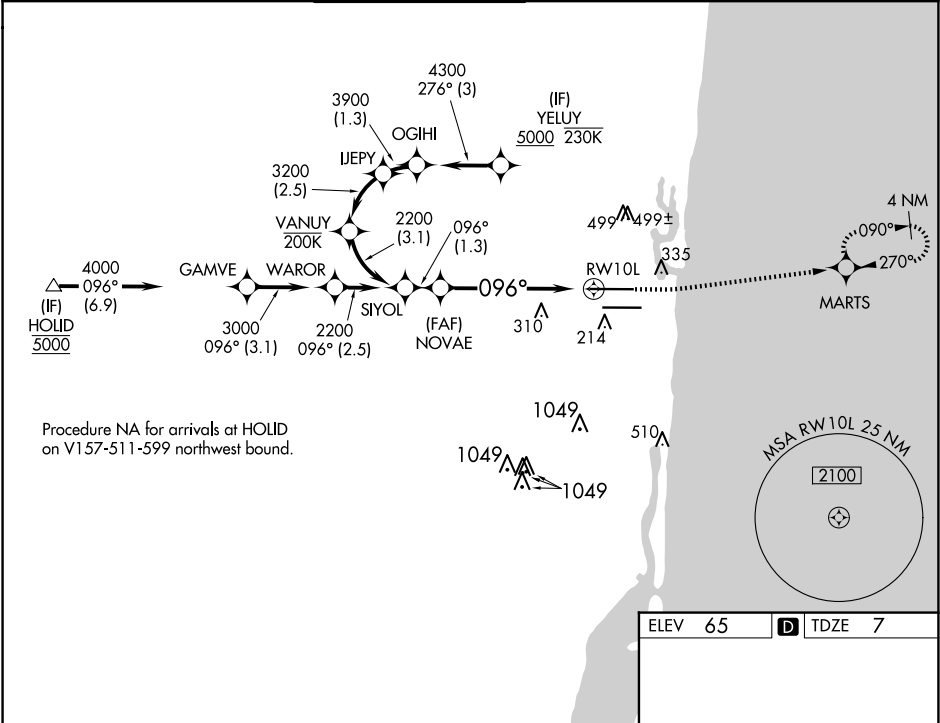 4300
276° (3)
(IF)
YELUY
5000 230K
3900
(1.3)
OGIHI
IJEPY
3200
(2.5)
VANUY
200K
2200
(3.1)
096°
(1.3)
499 499±
335
4 NM
090°
270°
MARTS
4000
096°
(6.9)
(IF)
HOLID
5000
GAMVE
WAROR
SIYOL
096°
RW10L
3000
096° (3.1)
2200
096° (2.5)
(FAF)
NOVAE
310
214
Procedure NA for arrivals at HOLID
on V157-511-599 northwest bound.
1049
510
1049
1049
MSA RW10L 25 NM
2100
ELEV 65 D TDZE 7